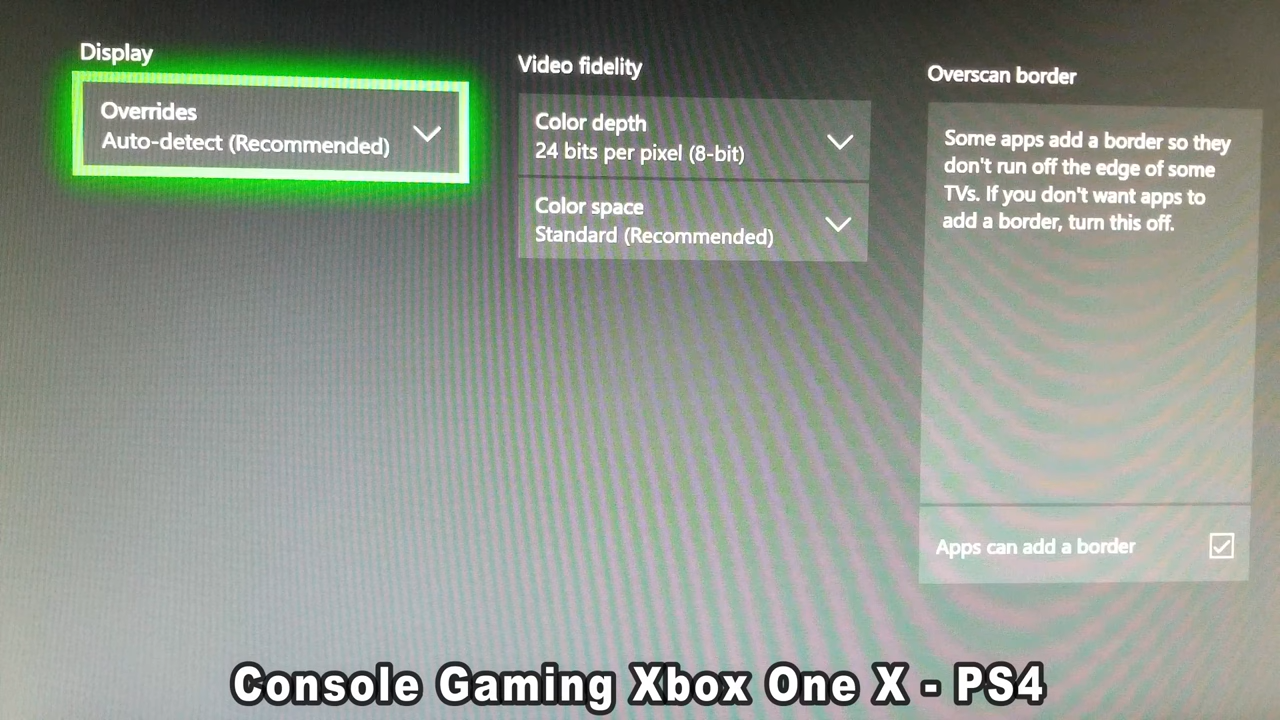 Display
Overrides
Auto-detect (Recommended)
Video fidelity
Color depth
24 bits per pixel (8-bit)
Color space
Standard (Recommended)
Overscan border
Some apps add a border so they
don't run off the edge of some
TVs. If you don't want apps to
add a border, turn this off.
Apps can add a border
Console Gaming Xbox One X - PS4